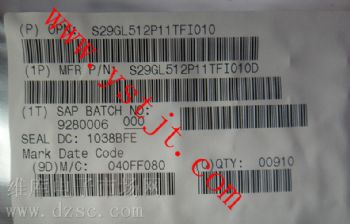 (P) OPN: S29GL512P11TFI010
(1P) MFR P/N: S29GL512P11TFI010D
(1T) SAP BATCH NO:
9280006 000
SEAL DC: 1038BFE
Mark Date Code
(9D)M/C: 040FF080
(Q)QTY: 00910
www.ystjt.com
www.dzsc.com